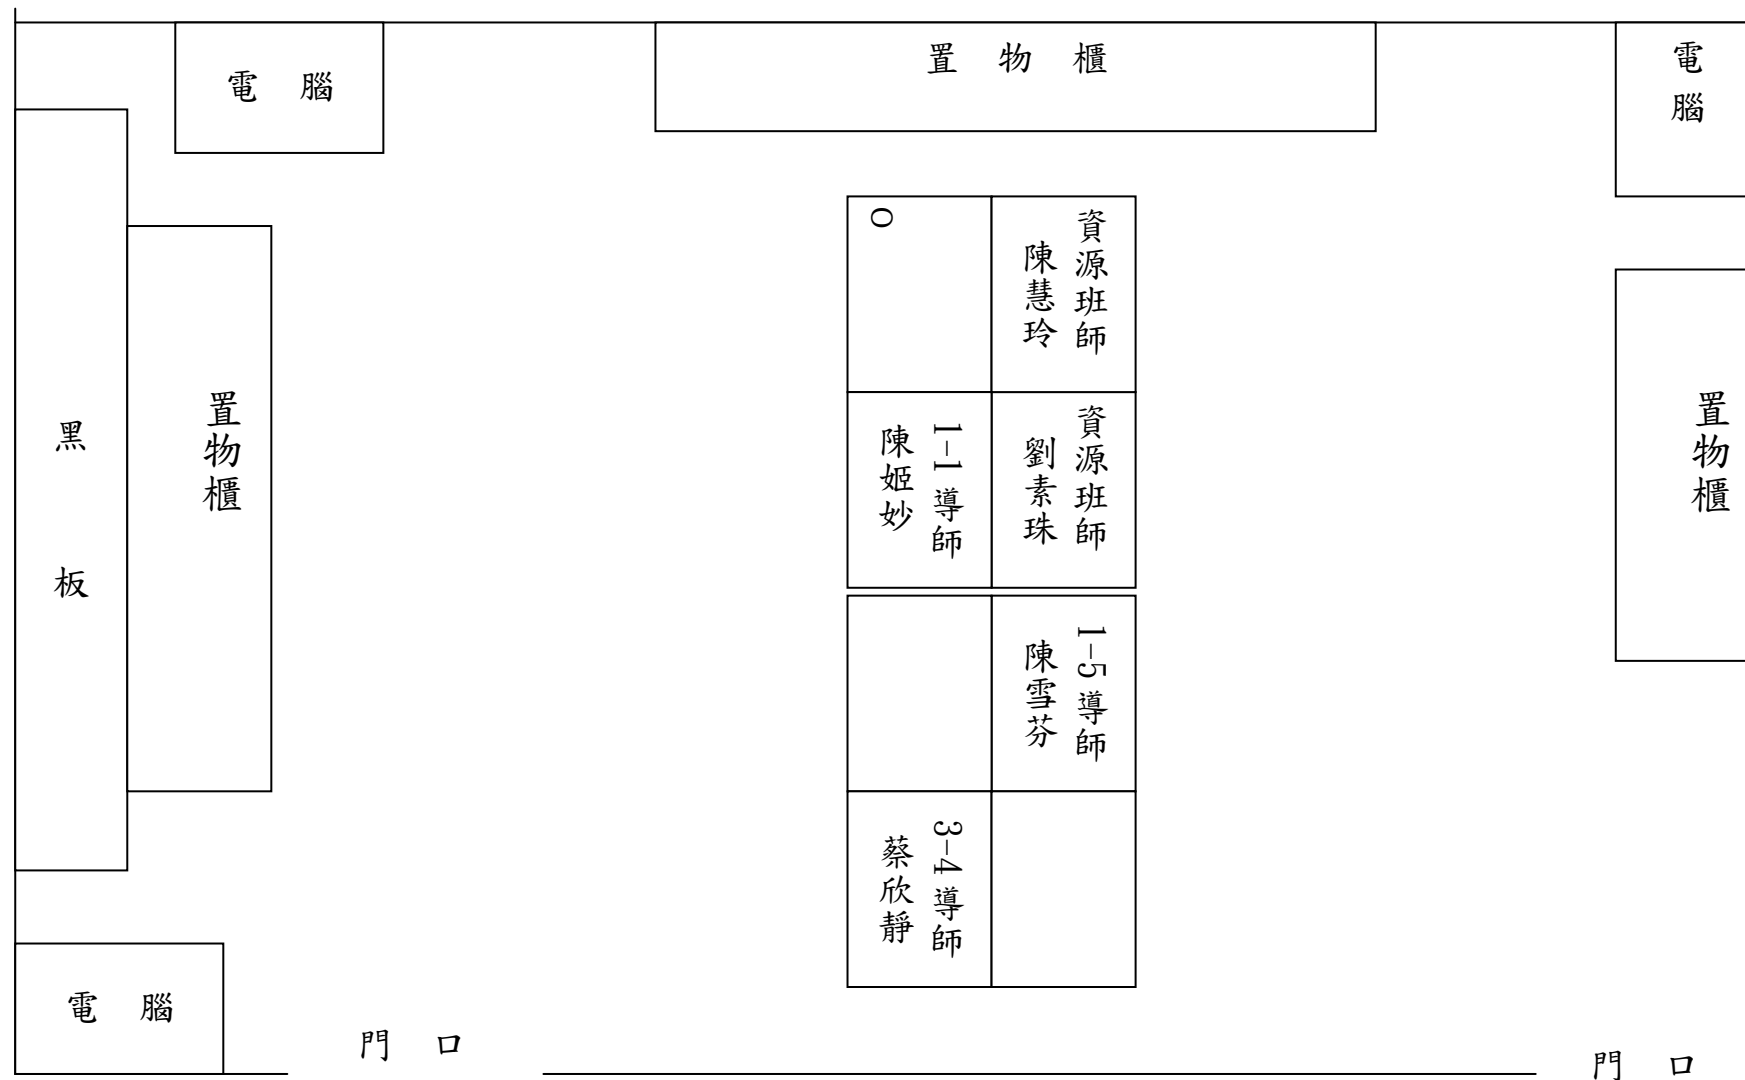 電 腦
置 物 櫃
電腦
黑 板
置物櫃
O
資源班師
陳慧玲
1-1 導師
陳姬妙
資源班師
劉素珠
置物櫃
1-5 導師
陳雪芬
3-4 導師
蔡欣靜
電 腦
門 口
門 口